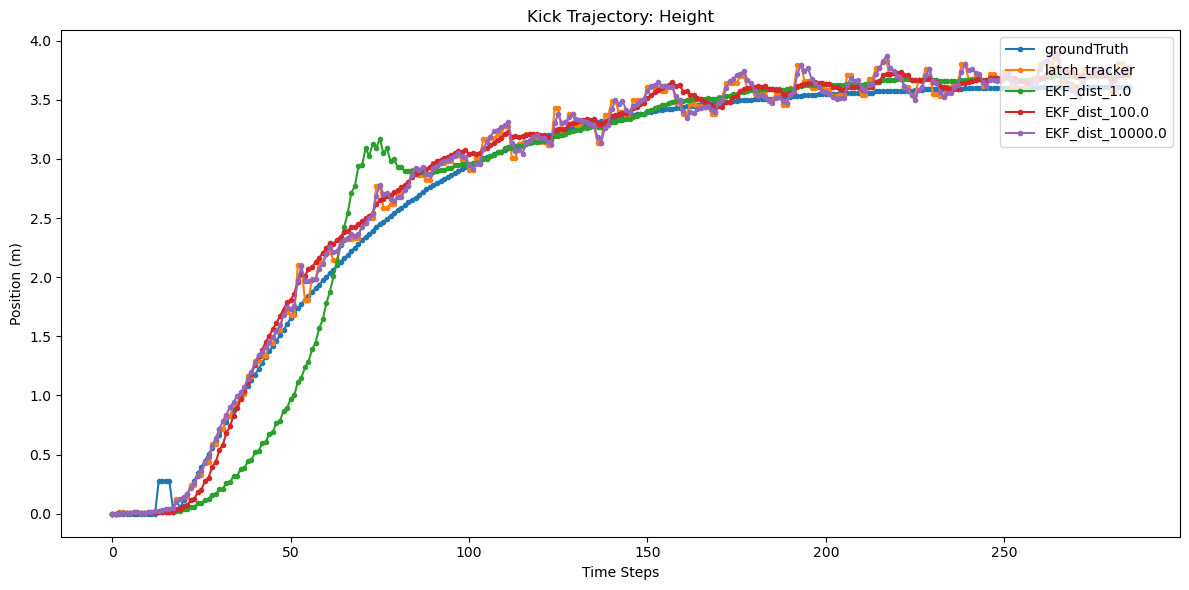 Kick Trajectory: Height
Position (m)
4.0
3.5
3.0
2.5
2.0
1.5
1.0
0.5
0.0
0
50
100
150
200
250
Time Steps
groundTruth
latch_tracker
EKF_dist_1.0
EKF_dist_100.0
EKF_dist_10000.0